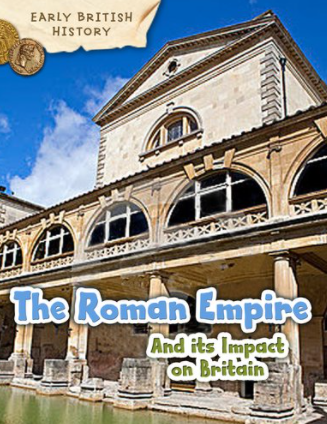 EARLY BRITISH
HISTORY
The Roman Empire
And its Impact
on Britain